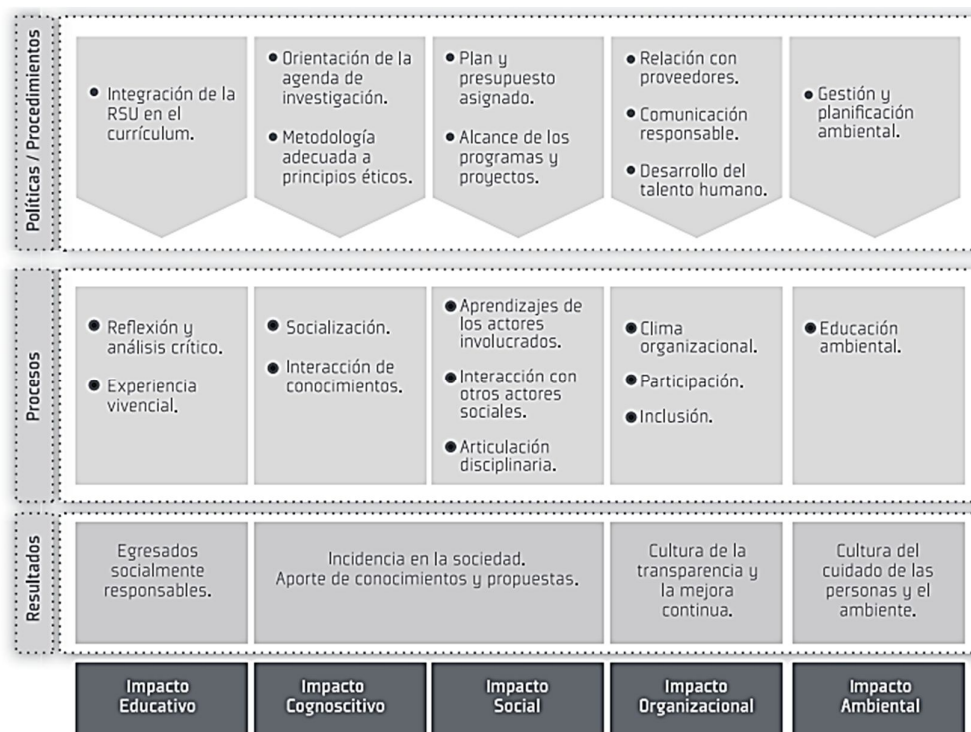 Políticas / Procedimientos
Integración de la
RSU en el
currículum.
Orientación de la
agenda de
investigación.
Metodología
adecuada a
principios éticos.
Plan y
presupuesto
asignado.
Alcance de los
programas y
proyectos.
Relación con
proveedores.
Comunicación
responsable.
Desarrollo del
talento humano.
Gestión y
planificación
ambiental.
Procesos
Reflexión y
análisis crítico.
Experiencia
vivencial.
Socialización.
Interacción de
conocimientos.
Aprendizajes de
los actores
involucrados.
Interacción con
otros actores
sociales.
Articulación
disciplinaria.
Clima
organizacional.
Participación.
Inclusión.
Educación
ambiental.
Resultados
Egresados
socialmente
responsables.
Incidencia en la sociedad.
Aporte de conocimientos y propuestas.
Cultura de la
transparencia y
la mejora
continua.
Cultura del
cuidado de las
personas y el
ambiente.
Impacto
Educativo
Impacto
Cognoscitivo
Impacto
Social
Impacto
Organizacional
Impacto
Ambiental